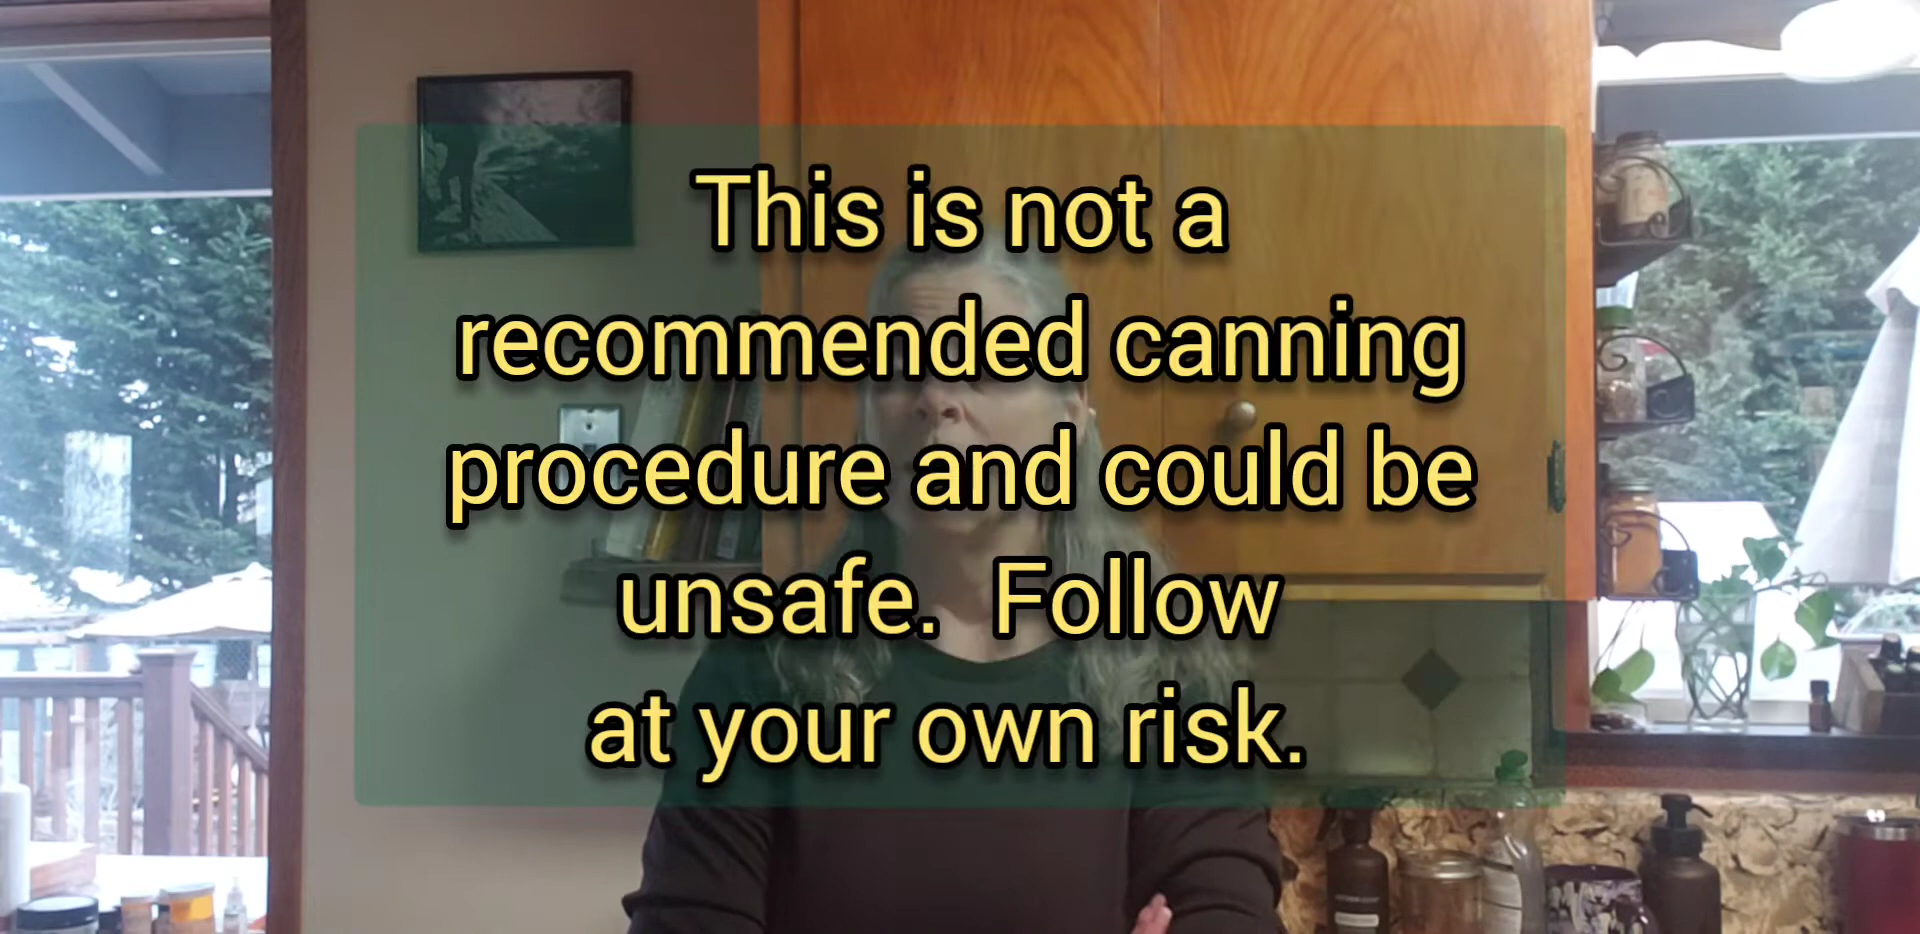 This is not a
recommended canning
procedure and could be
unsafe.  Follow
at your own risk.